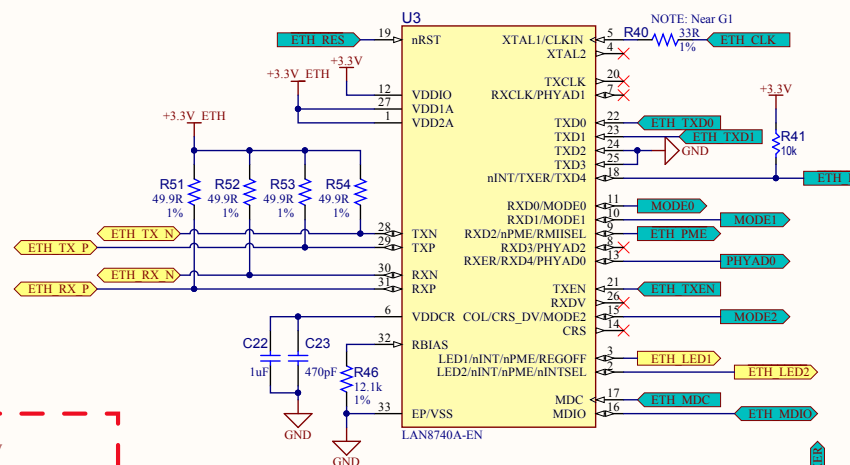 U3
NOTE: Near G1
ETH_RES
19
nRST
XTAL1/CLKIN
5
R40
33R
1%
ETH_CLK
XTAL2
4
+3.3V
+3.3V_ETH
TXCLK
20
RXCLK/PHYAD1
7
+3.3V
12
VDDIO
27
VDD1A
1
VDD2A
+3.3V_ETH
TXD0
22
ETH_TXD0
TXD1
23
ETH_TXD1
TXD2
24
GND
TXD3
25
R41
10k
nINT/TXER/TXD4
18
ETH_
R51
49.9R
1%
R52
49.9R
1%
R53
49.9R
1%
R54
49.9R
1%
RXD0/MODE0
11
MODE0
RXD1/MODE1
10
MODE1
ETH_TX_N
28
TXN
RXD2/nPME/RMIISEL
9
ETH_PME
ETH_TX_P
29
TXP
RXD3/PHYAD2
8
RXER/RXD4/PHYAD0
13
PHYAD0
ETH_RX_N
30
RXN
ETH_RX_P
31
RXP
TXEN
21
ETH_TXEN
RXDV
26
6
VDDCR
COL/CRS_DV/MODE2
15
MODE2
CRS
14
C22
1uF
C23
470pF
32
RBIAS
LED1/nINT/nPME/REGOFF
3
ETH_LED1
LED2/nINT/nPME/nINTSEL
2
ETH_LED2
R46
12.1k
1%
MDC
17
ETH_MDC
33
EP/VSS
MDIO
16
ETH_MDIO
GND
LAN8740A-EN
GND
ER